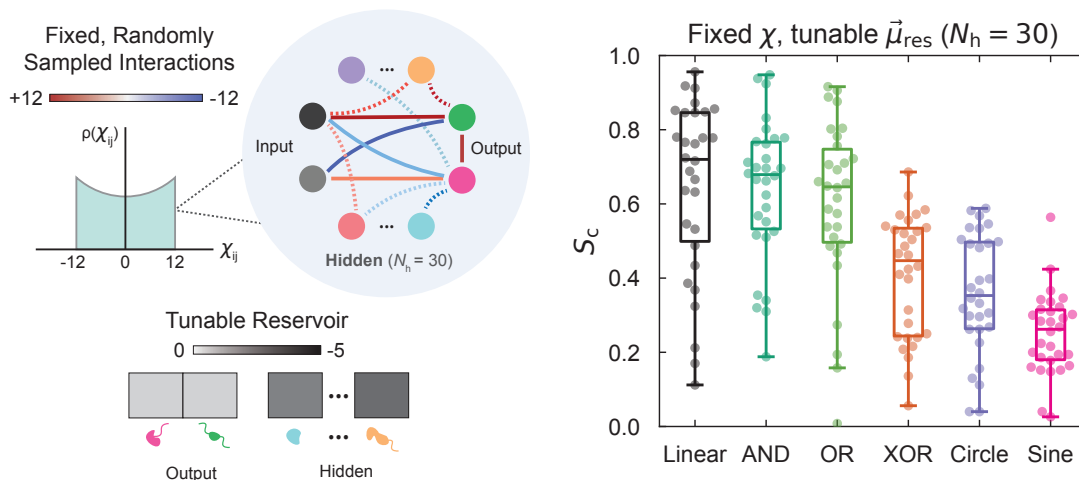 Fixed, Randomly
Sampled Interactions
+12
-12
ρ(χij)
-12
0
12
χij
Input
Output
Hidden (Nh = 30)
Tunable Reservoir
0
-5
Output
Hidden
Fixed χ, tunable μ⃗res (Nh = 30)
Sc
1.0
0.8
0.6
0.4
0.2
0.0
Linear AND OR XOR Circle Sine